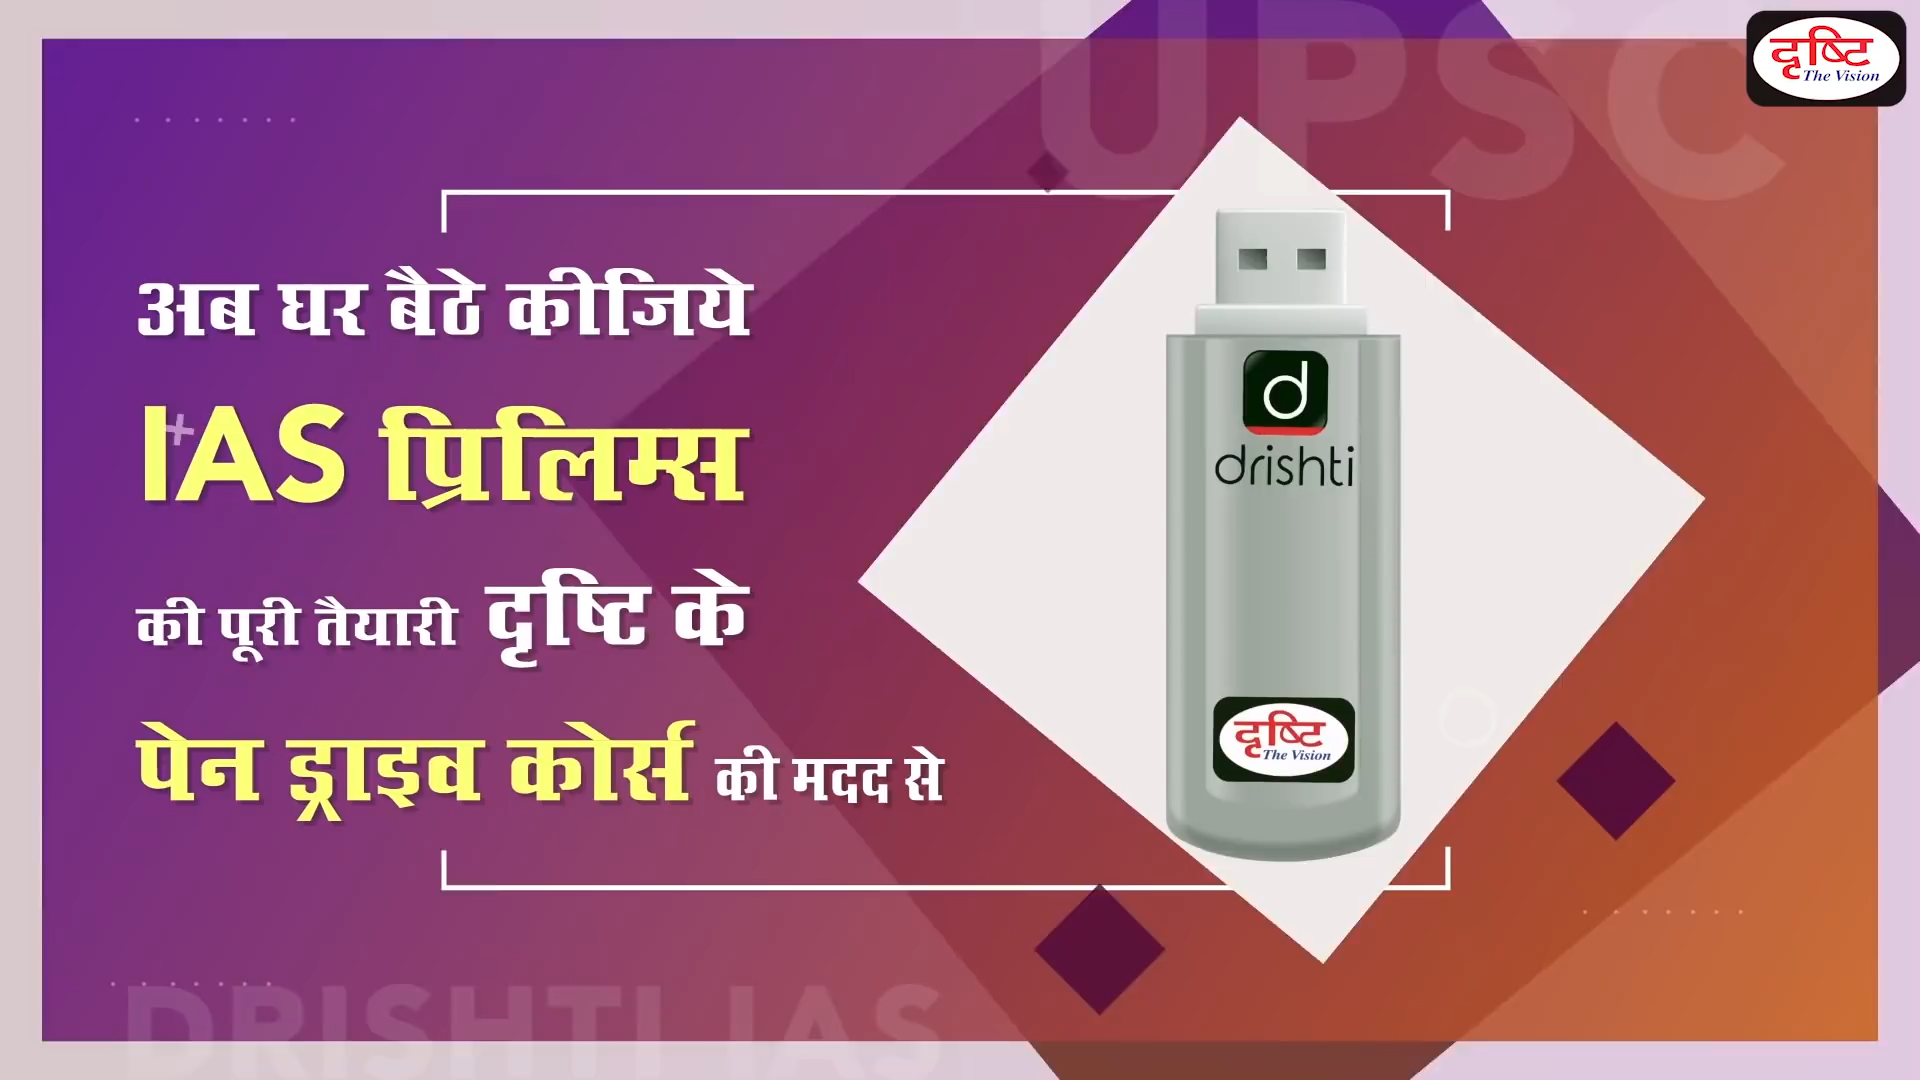 UPSC
दृष्टि
The Vision
अब घर बैठे कीजिये
IAS प्रिलिम्स
की पूरी तैयारी दृष्टि के
पेन ड्राइव कोर्स की मदद से
d
drishti
दृष्टि
The Vision
DRISHTI IAS